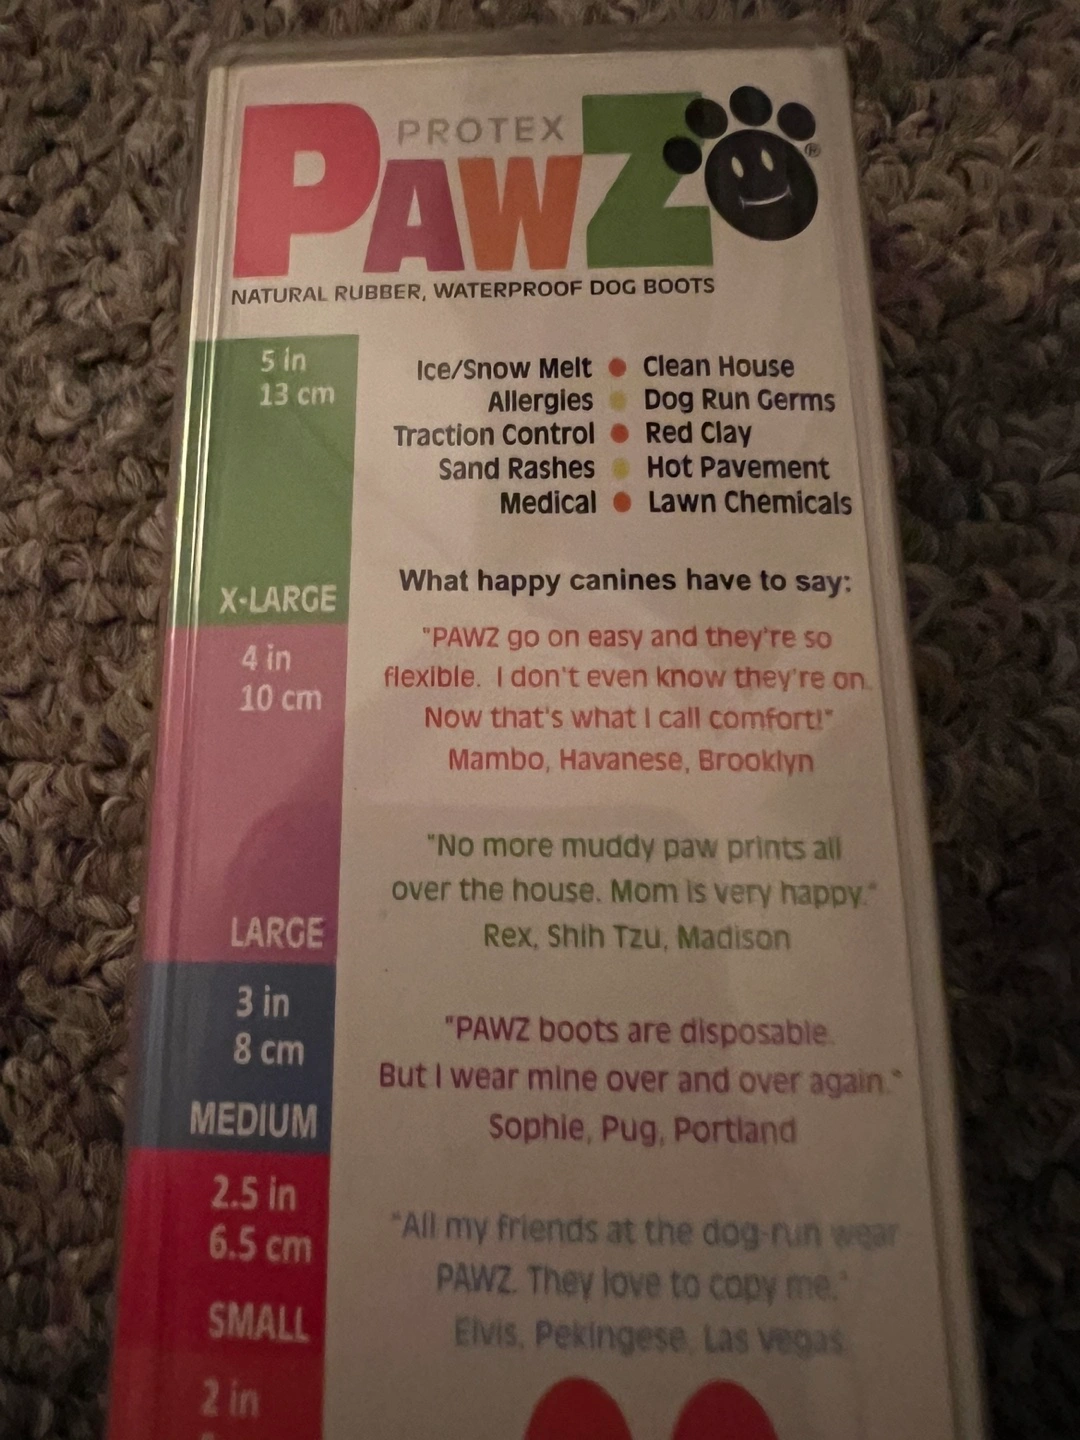 PROTEX
PAWZ
®
NATURAL RUBBER, WATERPROOF DOG BOOTS
5 in
13 cm
X-LARGE
4 in
10 cm
LARGE
3 in
8 cm
MEDIUM
2.5 in
6.5 cm
SMALL
2 in
Ice/Snow Melt ● Clean House
Allergies ● Dog Run Germs
Traction Control ● Red Clay
Sand Rashes ● Hot Pavement
Medical ● Lawn Chemicals
What happy canines have to say:
"PAWZ go on easy and they're so
flexible. I don't even know they're on.
Now that's what I call comfort!"
Mambo, Havanese, Brooklyn
"No more muddy paw prints all
over the house. Mom is very happy."
Rex, Shih Tzu, Madison
"PAWZ boots are disposable.
But I wear mine over and over again."
Sophie, Pug, Portland
"All my friends at the dog-run wear
PAWZ. They love to copy me."
Elvis, Pekingese, Las Vegas